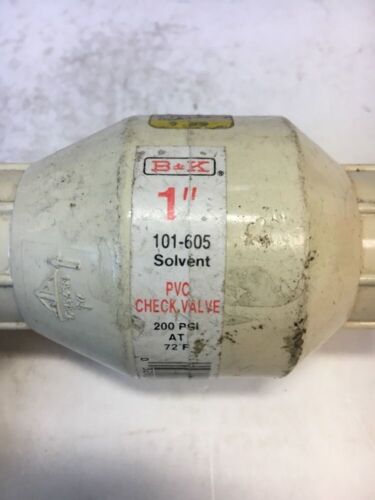 B&K®
1"
101-605
Solvent
PVC
CHECK VALVE
200 PSI
AT
72°F